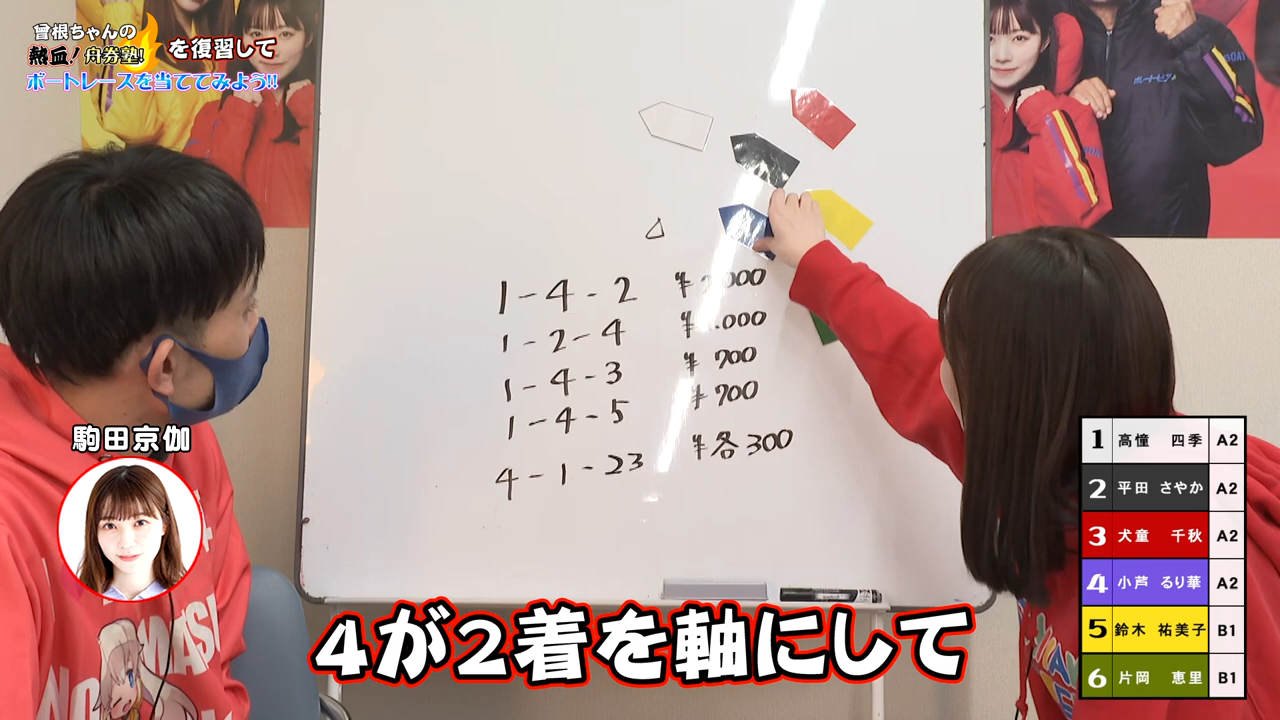 曾根ちゃんの
熱血!舟券塾!
を復習して
ボートレースを当ててみよう!!
1-4-2
1-2-4
1-4-3 ¥700
1-4-5 ¥700
4-1-23 ¥各300
駒田京伽
1 高憧 四季 A2
2 平田 さやか A2
3 犬童 千秋 A2
4 小芦 るり華 A2
5 鈴木 祐美子 B1
6 片岡 恵里 B1
4が2着を軸にして